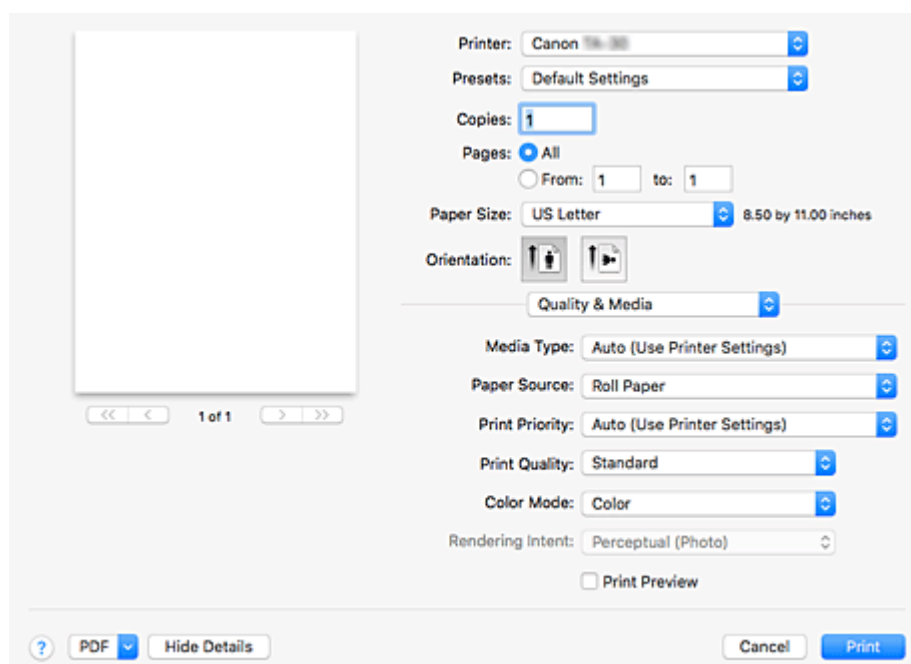 Printer: Canon
Presets: Default Settings
Copies: 1
Pages: All
From: 1 to: 1
Paper Size: US Letter 8.50 by 11.00 inches
Orientation:
Quality & Media
Media Type: Auto (Use Printer Settings)
Paper Source: Roll Paper
1 of 1
Print Priority: Auto (Use Printer Settings)
Print Quality: Standard
Color Mode: Color
Rendering Intent: Perceptual (Photo)
Print Preview
? PDF Hide Details Cancel Print